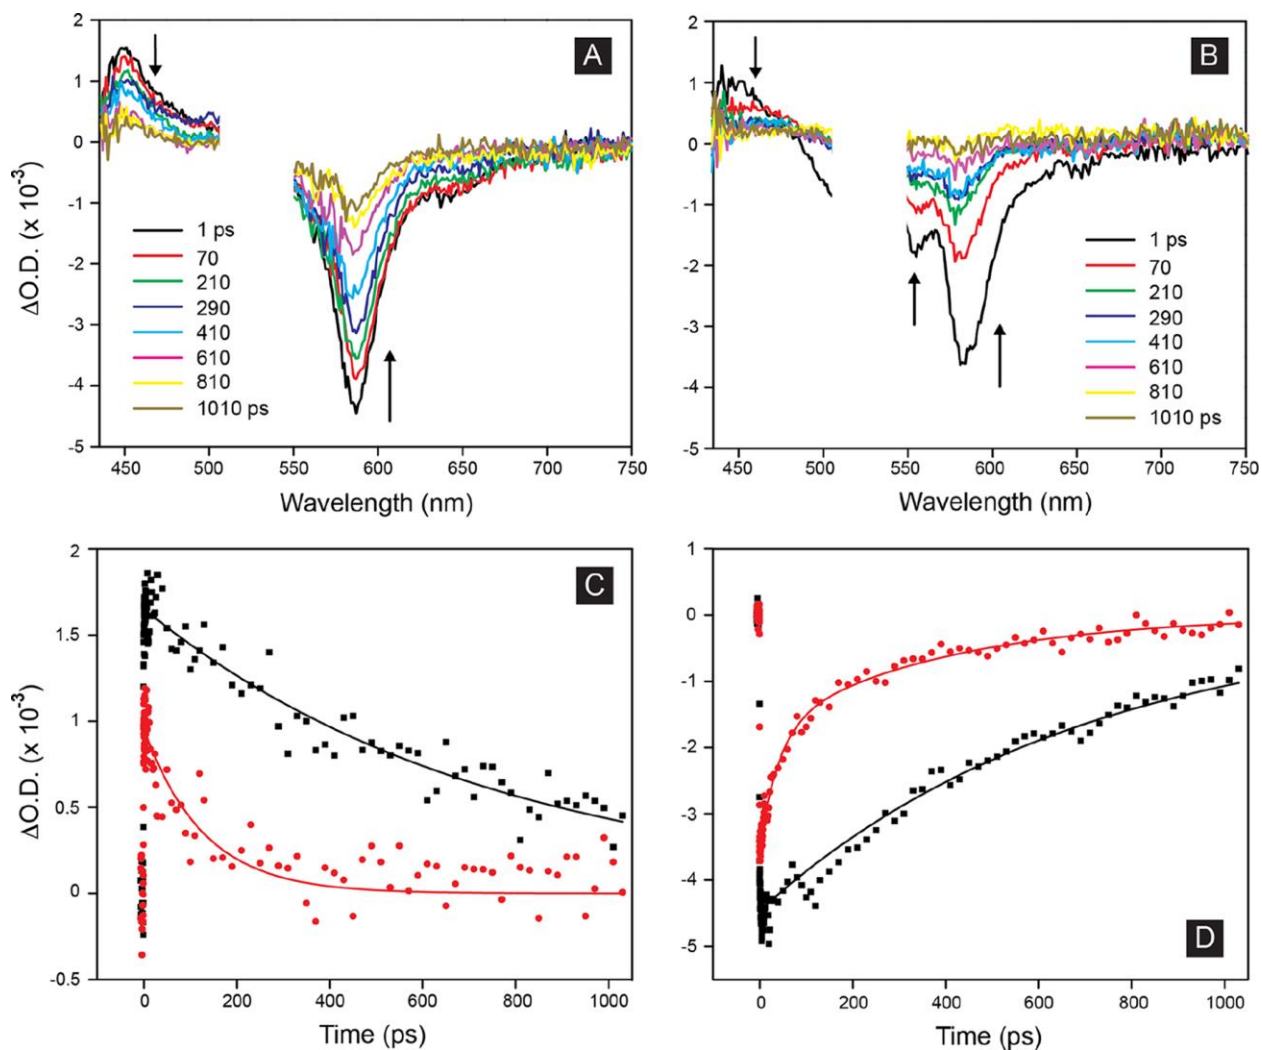 2
1
0
-1
-2
-3
-4
-5
ΔO.D. (x 10⁻³)
A
1 ps
70
210
290
410
610
810
1010 ps
450 500 550 600 650 700 750
Wavelength (nm)
2
1
0
-1
-2
-3
-4
-5
B
1 ps
70
210
290
410
610
810
1010 ps
450 500 550 600 650 700 750
Wavelength (nm)
2
1.5
1
0.5
0
-0.5
ΔO.D. (x 10⁻³)
C
0 200 400 600 800 1000
Time (ps)
1
0
-1
-2
-3
-4
-5
D
0 200 400 600 800 1000
Time (ps)